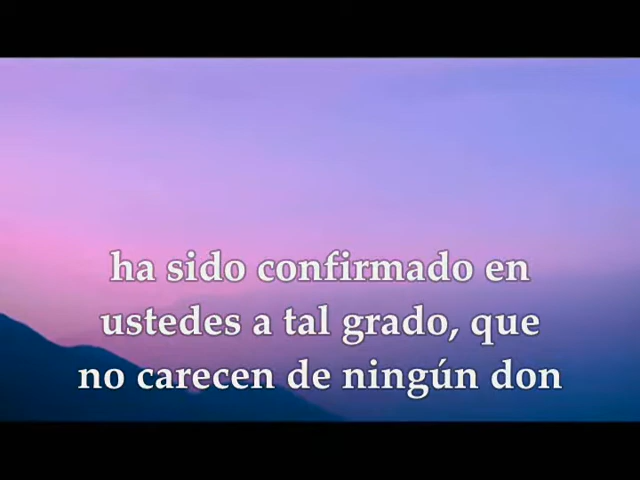 ha sido confirmado en
ustedes a tal grado, que
no carecen de ningún don